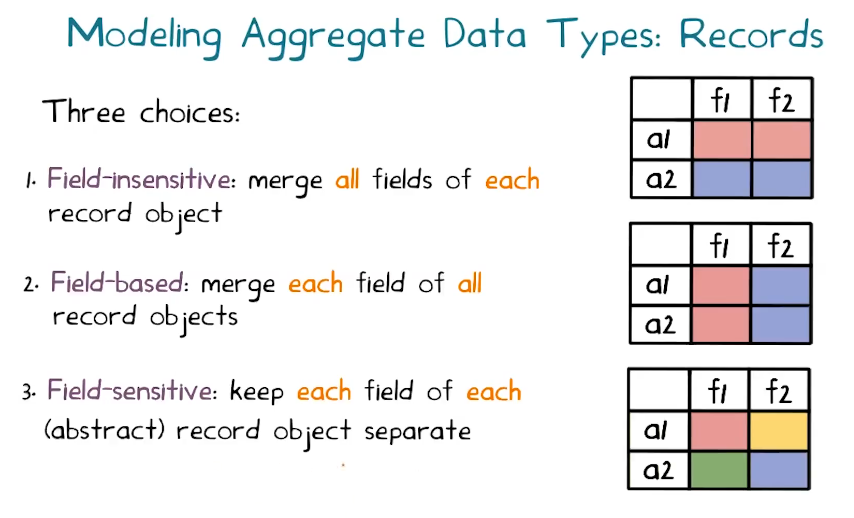 Modeling Aggregate Data Types: Records
Three choices:
1. Field-insensitive: merge all fields of each
record object
f1 f2
a1
a2
2. Field-based: merge each field of all
record objects
f1 f2
a1
a2
3. Field-sensitive: keep each field of each
(abstract) record object separate
f1 f2
a1
a2